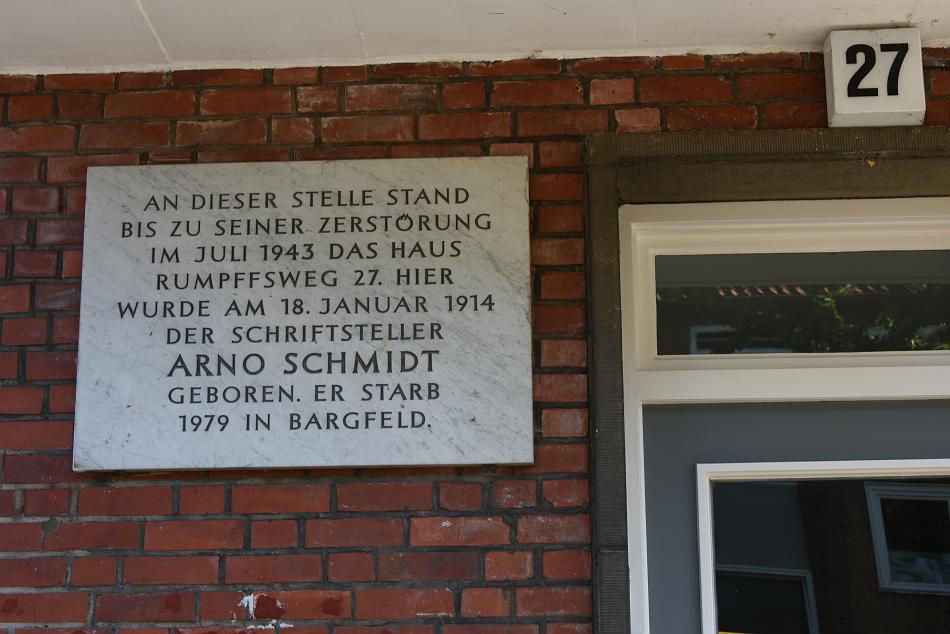 27
AN DIESER STELLE STAND
BIS ZU SEINER ZERSTÖRUNG
IM JULI 1943 DAS HAUS
RUMPFFSWEG 27. HIER
WURDE AM 18. JANUAR 1914
DER SCHRIFTSTELLER
ARNO SCHMIDT
GEBOREN. ER STARB
1979 IN BARGFELD.